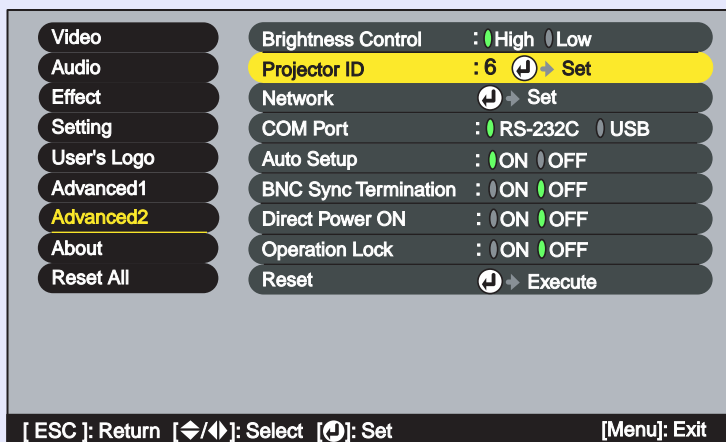 Video
Audio
Effect
Setting
User's Logo
Advanced1
Advanced2
About
Reset All
Brightness Control : High Low
Projector ID : 6 Set
Network Set
COM Port : RS-232C USB
Auto Setup : ON OFF
BNC Sync Termination : ON OFF
Direct Power ON : ON OFF
Operation Lock : ON OFF
Reset Execute
[ ESC ]: Return [/]: Select []: Set [Menu]: Exit